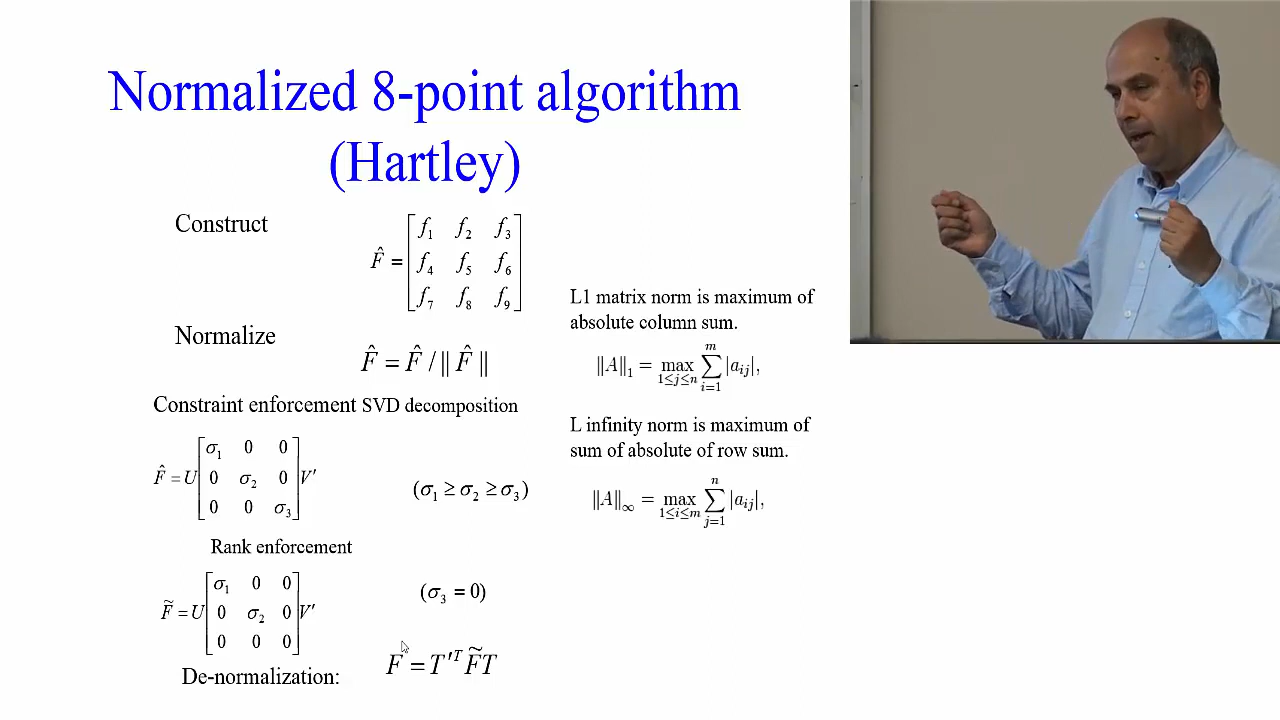 Normalized 8-point algorithm
(Hartley)
Construct
F̂ = [ f₁ f₂ f₃
f₄ f₅ f₆
f₇ f₈ f₉ ]
Normalize
F̂ = F̂ / || F̂ ||
Constraint enforcement SVD decomposition
F̂ = U [ σ₁ 0 0
0 σ₂ 0
0 0 σ₃ ] V' (σ₁ ≥ σ₂ ≥ σ₃)
Rank enforcement
F̃ = U [ σ₁ 0 0
0 σ₂ 0
0 0 0 ] V' (σ₃ = 0)
De-normalization: F = T'ᵀ F̃ T
L1 matrix norm is maximum of
absolute column sum.
‖A‖₁ = max 1≤j≤n ∑ i=1 m |aᵢⱼ|,
L infinity norm is maximum of
sum of absolute of row sum.
‖A‖∞ = max 1≤i≤m ∑ j=1 n |aᵢⱼ|,